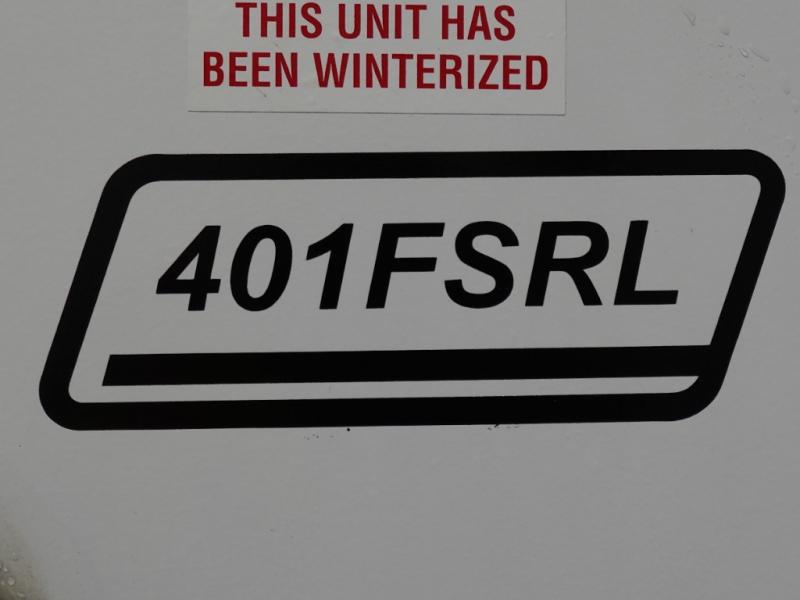 THIS UNIT HAS
BEEN WINTERIZED
401FSRL